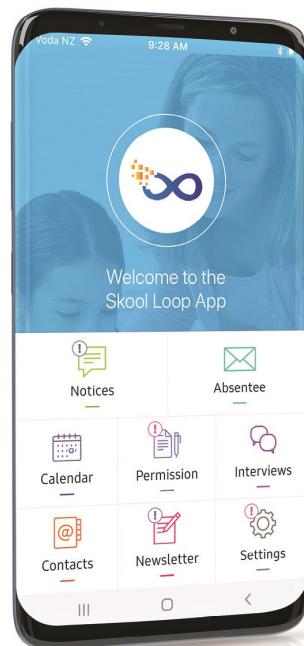 Voda NZ 9:28 AM
Welcome to the
Skool Loop App
Notices
Absentee
Calendar
Permission
Interviews
Contacts
Newsletter
Settings